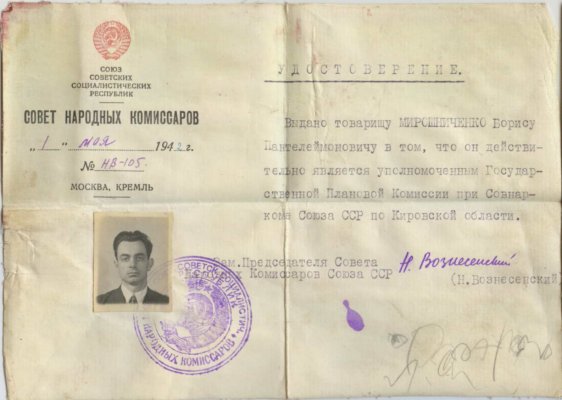 СОЮЗ
СОВЕТСКИХ
СОЦИАЛИСТИЧЕСКИХ
РЕСПУБЛИК
СОВЕТ НАРОДНЫХ КОМИССАРОВ
„1" мая 1942 г.
№ НВ-105.
МОСКВА, КРЕМЛЬ
УДОСТОВЕРЕНИЕ.
Выдано товарищу МИРОШНИЧЕНКО Борису
Пантелеймоновичу в том, что он действи-
тельно является уполномоченным Государ-
ственной Плановой Комиссии при Совнар-
коме Союза ССР по Кировской области.
Зам.Председателя Совета Н. Вознесенский
Комиссаров Союза ССР (Н.Вознесенский)
НАРОДНЫХ КОМИССАРОВ